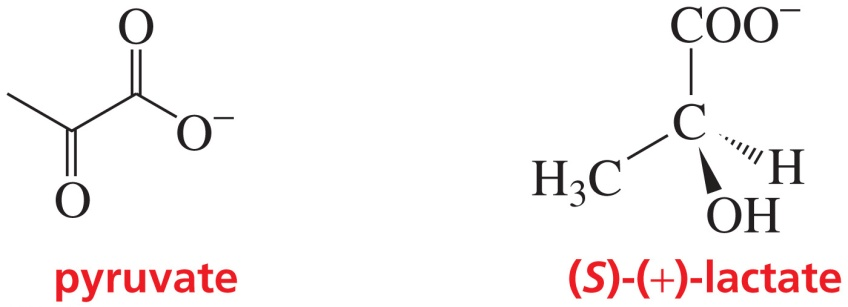 O
O⁻
O
pyruvate
COO⁻
C
H₃C
H
OH
(S)-(+)-lactate